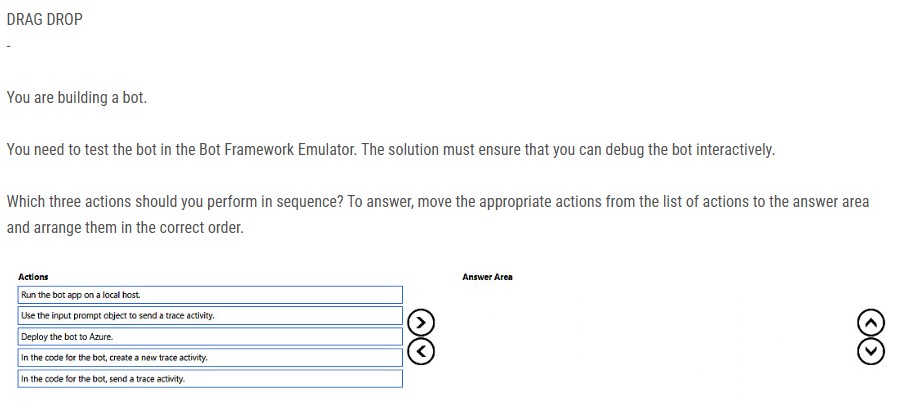 DRAG DROP
-
You are building a bot.
You need to test the bot in the Bot Framework Emulator. The solution must ensure that you can debug the bot interactively.
Which three actions should you perform in sequence? To answer, move the appropriate actions from the list of actions to the answer area
and arrange them in the correct order.
Actions
Answer Area
Run the bot app on a local host.
Use the input prompt object to send a trace activity.
Deploy the bot to Azure.
In the code for the bot, create a new trace activity.
In the code for the bot, send a trace activity.